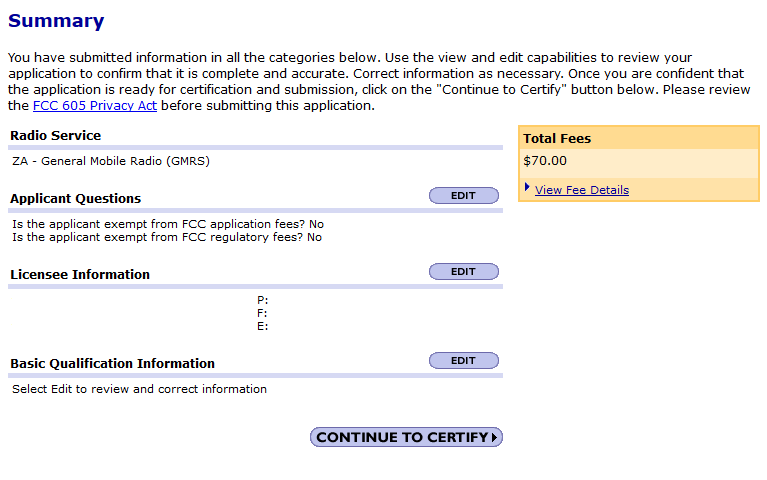 Summary
You have submitted information in all the categories below. Use the view and edit capabilities to review your
application to confirm that it is complete and accurate. Correct information as necessary. Once you are confident that
the application is ready for certification and submission, click on the "Continue to Certify" button below. Please review
the FCC 605 Privacy Act before submitting this application.
Radio Service
ZA - General Mobile Radio (GMRS)
Total Fees
$70.00
View Fee Details
Applicant Questions
EDIT
Is the applicant exempt from FCC application fees? No
Is the applicant exempt from FCC regulatory fees? No
Licensee Information
EDIT
P:
F:
E:
Basic Qualification Information
EDIT
Select Edit to review and correct information
CONTINUE TO CERTIFY